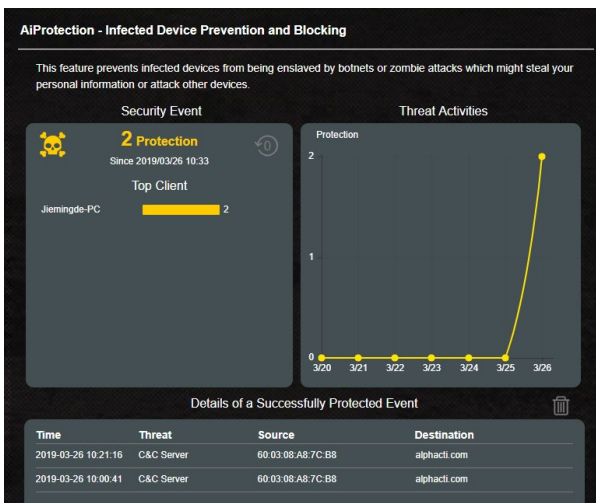 AiProtection - Infected Device Prevention and Blocking
This feature prevents infected devices from being enslaved by botnets or zombie attacks which might steal your
personal information or attack other devices.
Security Event
2 Protection
0
Since 2019/03/26 10:33
Top Client
Jiemingde-PC 2
Threat Activities
Protection
2
1
0
3/20 3/21 3/22 3/23 3/24 3/25 3/26
Details of a Successfully Protected Event
Time Threat Source Destination
2019-03-26 10:21:16 C&C Server 60:03:08:A8:7C:B8 alphacti.com
2019-03-26 10:00:41 C&C Server 60:03:08:A8:7C:B8 alphacti.com